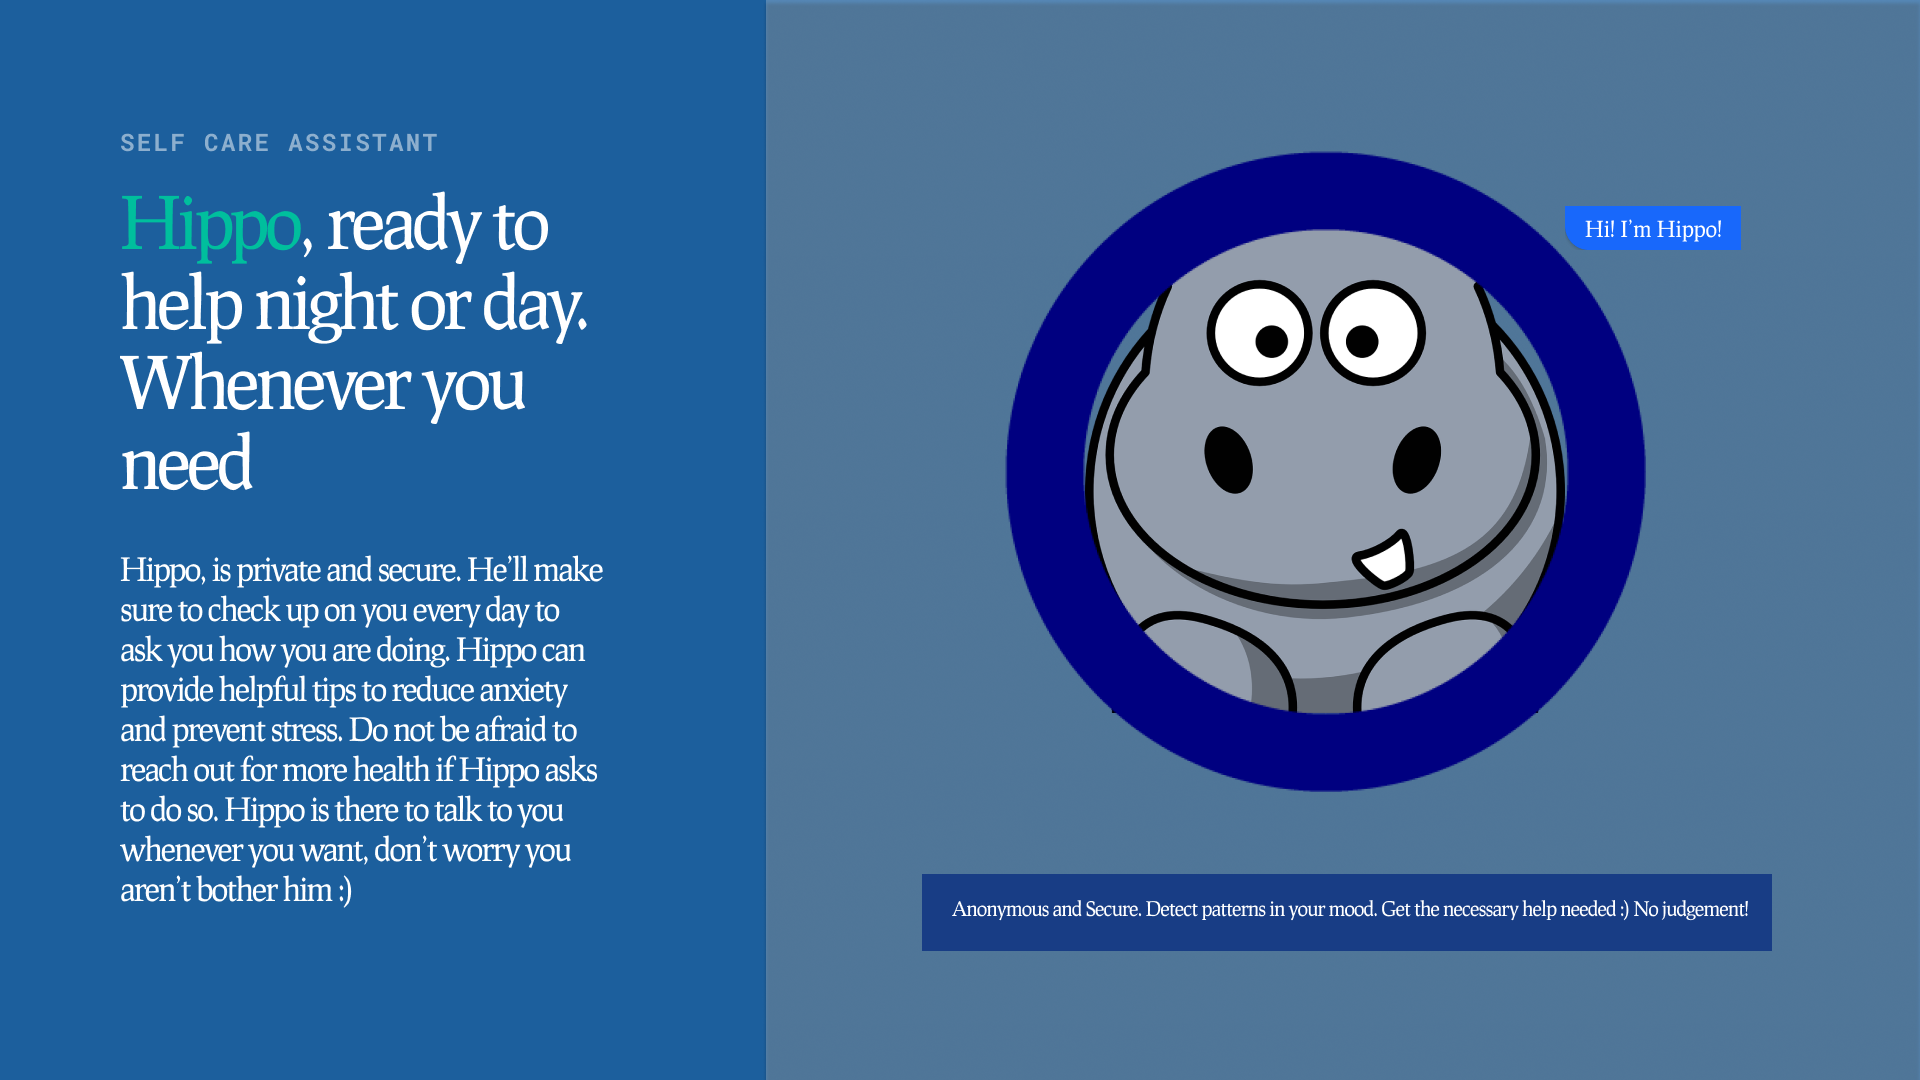 SELF CARE ASSISTANT
Hippo, ready to
help night or day.
Whenever you
need
Hippo, is private and secure. He’ll make
sure to check up on you every day to
ask you how you are doing. Hippo can
provide helpful tips to reduce anxiety
and prevent stress. Do not be afraid to
reach out for more health if Hippo asks
to do so. Hippo is there to talk to you
whenever you want, don’t worry you
aren’t bother him :)
Hi! I’m Hippo!
Anonymous and Secure. Detect patterns in your mood. Get the necessary help needed :) No judgement!